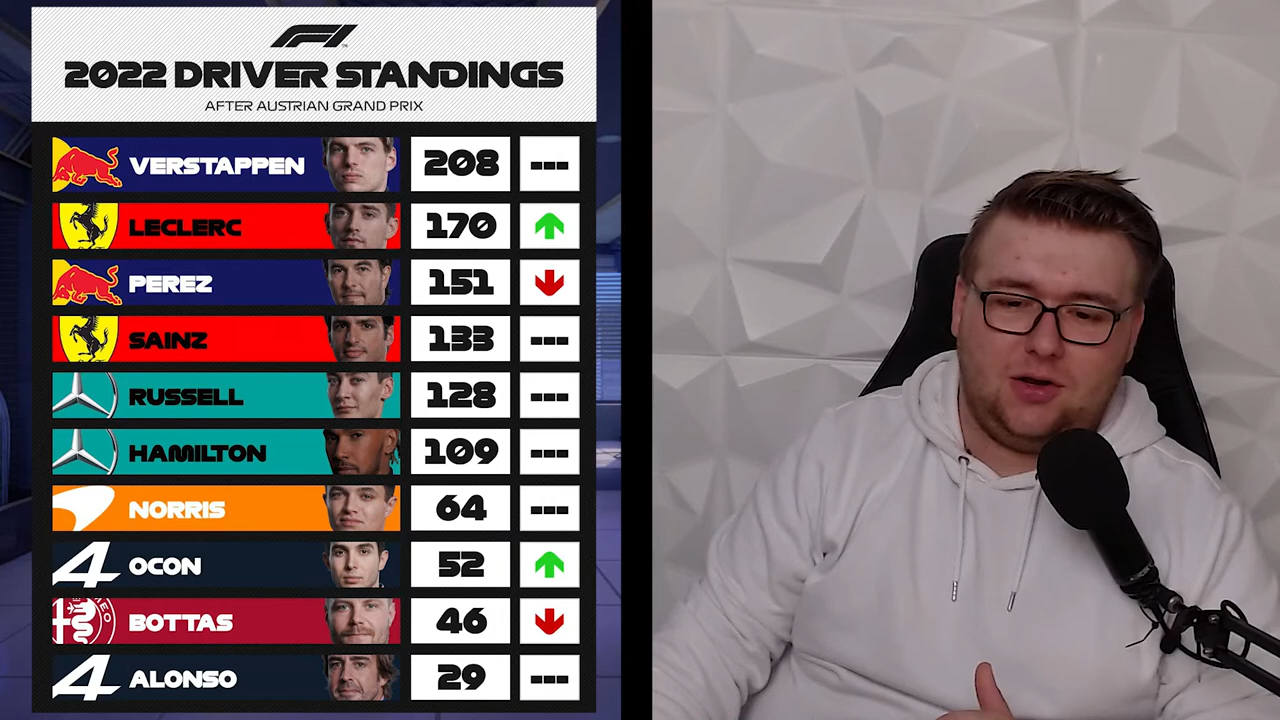 F1
2022 DRIVER STANDINGS
AFTER AUSTRIAN GRAND PRIX
VERSTAPPEN 208 ---
LECLERC 170
PEREZ 151
SAINZ 133 ---
RUSSELL 128 ---
HAMILTON 109 ---
NORRIS 64 ---
OCON 52
BOTTAS 46
ALONSO 29 ---